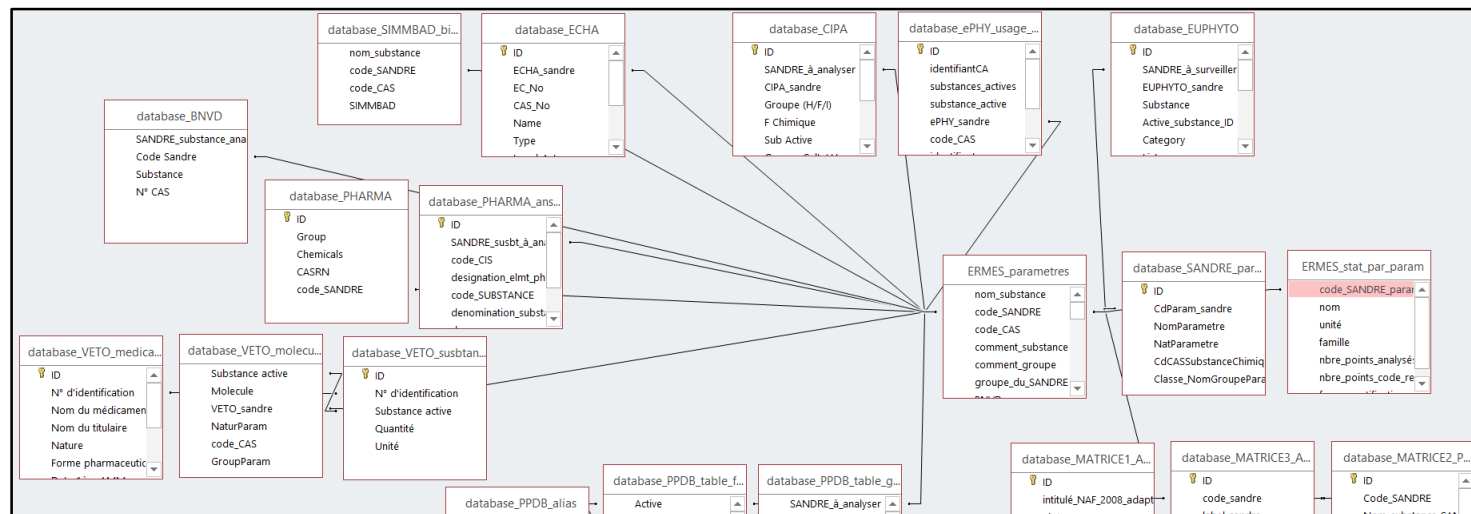 database_SIMMBAD_bi...
nom_substance
code_SANDRE
code_CAS
SIMMBAD
database_ECHA
ID
ECHA_sandre
EC_No
CAS_No
Name
Type
database_CIPA
ID
SANDRE_à_analyser
CIPA_sandre
Groupe (H/F/I)
F Chimique
Sub Active
database_ePHY_usage_...
ID
identifiantCA
substances_actives
substance_active
ePHY_sandre
code_CAS
database_EUPHYTO
ID
SANDRE_à_surveiller
EUPHYTO_sandre
Substance
Active_substance_ID
Category
database_BNVD
SANDRE_substance_ana
Code Sandre
Substance
N° CAS
database_PHARMA
ID
Group
Chemicals
CASRN
code_SANDRE
database_PHARMA_ans...
ID
SANDRE_susbt_à_ana
code_CIS
designation_elmt_ph
code_SUBSTANCE
denomination_substa
ERMES_parametres
nom_substance
code_SANDRE
code_CAS
comment_substance
comment_groupe
groupe_du_SANDRE
BNVD
database_SANDRE_par...
ID
CdParam_sandre
NomParametre
NatParametre
CdCASSubstanceChimiq
Classe_NomGroupePara
ERMES_stat_par_param
code_SANDRE_param
nom
unité
famille
nbre_points_analysés
nbre_points_code_re
database_VETO_medica...
ID
N° d'identification
Nom du médicamen
Nom du titulaire
Nature
Forme pharmaceutic
database_VETO_molecu...
Substance active
Molecule
VETO_sandre
NaturParam
code_CAS
GroupParam
database_VETO_susbtan...
ID
N° d'identification
Substance active
Quantité
Unité
database_PPDB_alias
database_PPDB_table_f...
Active
database_PPDB_table_g...
SANDRE_à_analyser
database_MATRICE1_A...
ID
intitulé_NAF_2008_adapt
database_MATRICE3_A...
ID
code_sandre
database_MATRICE2_P...
ID
Code_SANDRE